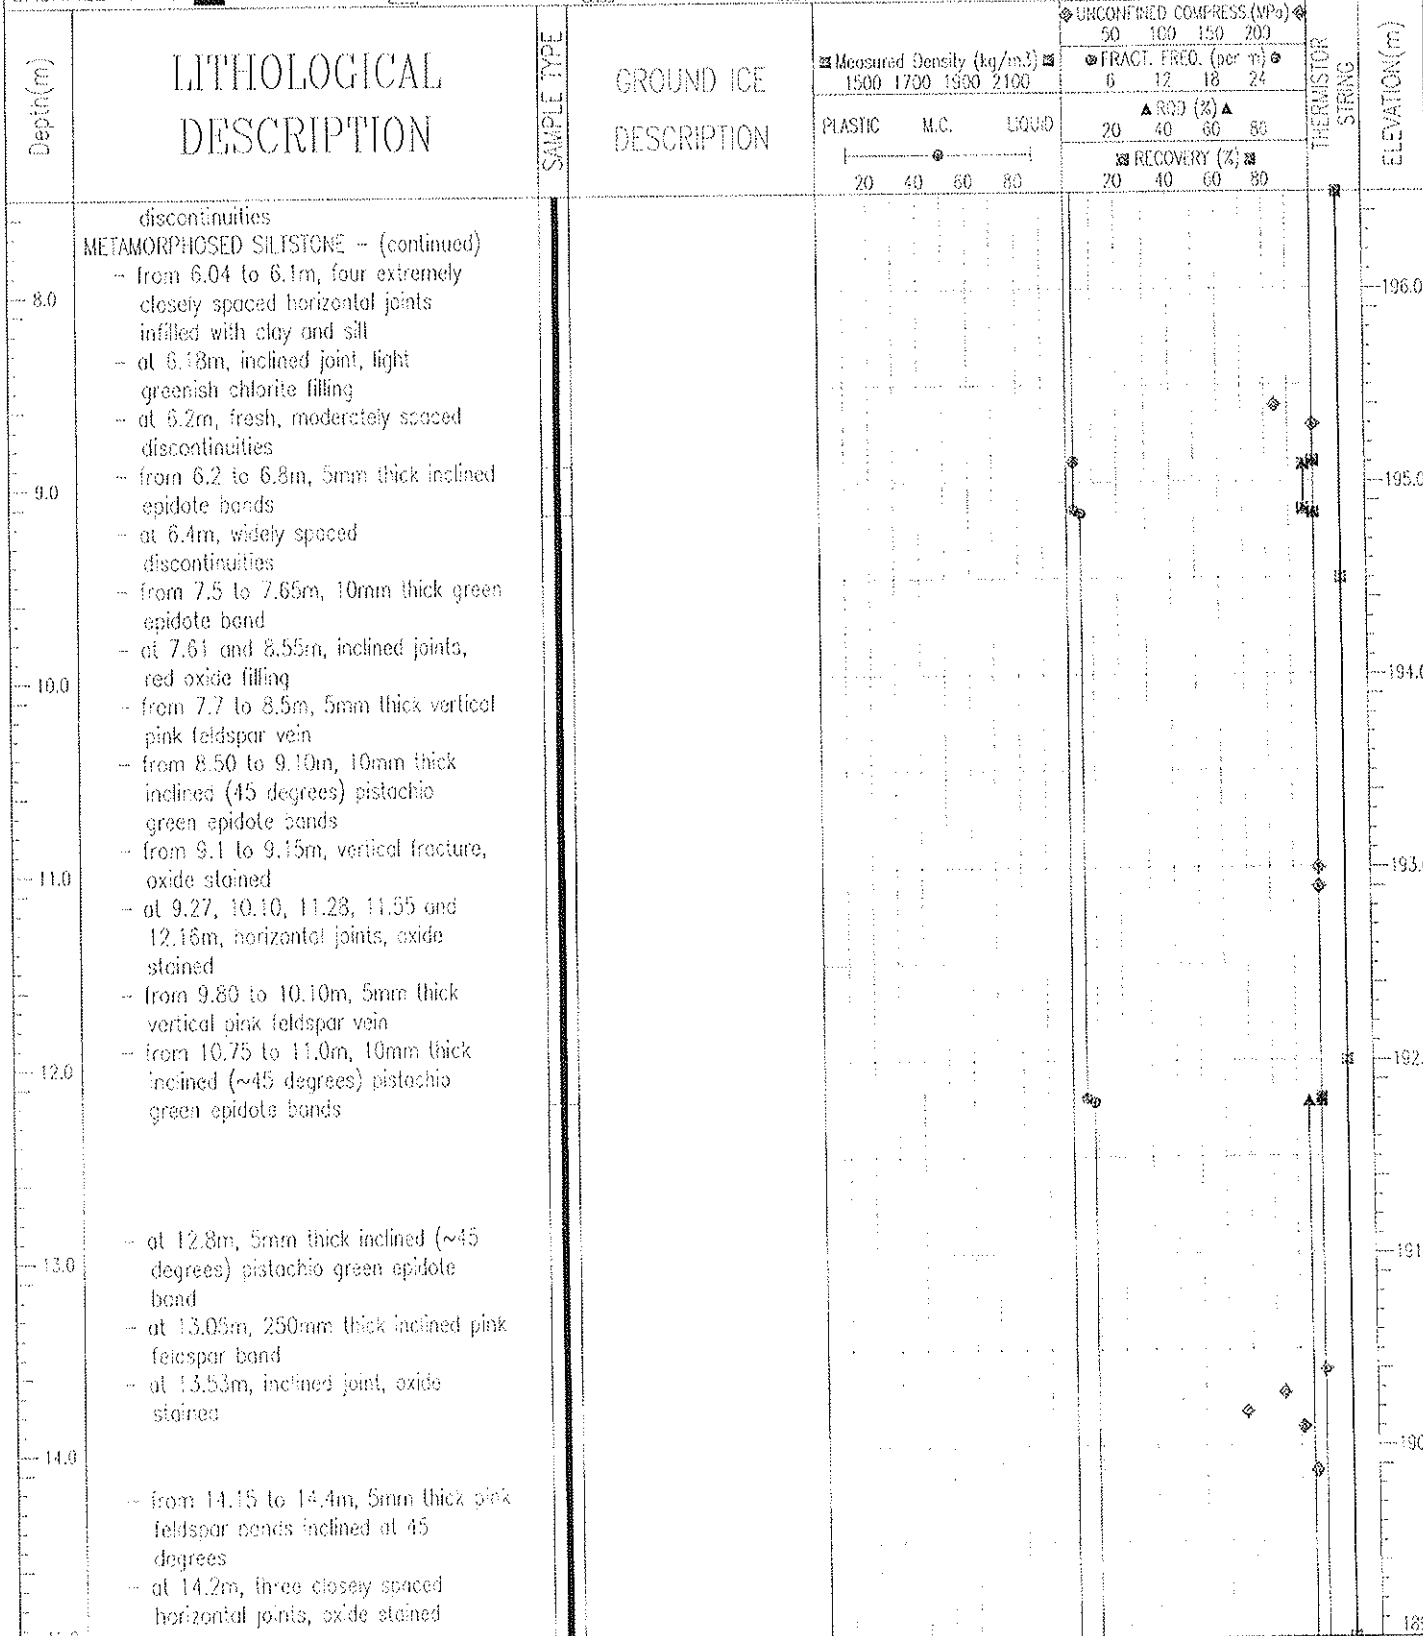 Depth(m)
LITHOLOGICAL
DESCRIPTION
SAMPLE TYPE
GROUND ICE
DESCRIPTION
Measured Density (kg/m3)
1500 1700 1900 2100
PLASTIC M.C. LIQUID
20 40 60 80
UNCONFINED COMPRESS.(MPa)
50 100 150 200
FRACT. FREQ. (per m)
6 12 18 24
RQD (%)
20 40 60 80
RECOVERY (%)
20 40 60 80
THERMISTOR
STRING
ELEVATION(m)
discontinuities
METAMORPHOSED SILTSTONE - (continued)
- from 6.04 to 6.1m, four extremely
closely spaced horizontal joints
infilled with clay and silt
- at 6.18m, inclined joint, light
greenish chlorite filling
- at 6.2m, fresh, moderately spaced
discontinuities
- from 6.2 to 6.8m, 5mm thick inclined
epidote bands
- at 6.4m, widely spaced
discontinuities
- from 7.5 to 7.65m, 10mm thick green
epidote band
- at 7.61 and 8.55m, inclined joints,
red oxide filling
- from 7.7 to 8.5m, 5mm thick vertical
pink feldspar vein
- from 8.50 to 9.10m, 10mm thick
inclined (45 degrees) pistachio
green epidote bands
- from 9.1 to 9.15m, vertical fracture,
oxide stained
- at 9.27, 10.10, 11.28, 11.55 and
12.16m, horizontal joints, oxide
stained
- from 9.80 to 10.10m, 5mm thick
vertical pink feldspar vein
- from 10.75 to 11.0m, 10mm thick
inclined (~45 degrees) pistachio
green epidote bands
- at 12.8m, 5mm thick inclined (~45
degrees) pistachio green epidote
band
- at 13.05m, 250mm thick inclined pink
feldspar band
- at 13.53m, inclined joint, oxide
stained
- from 14.15 to 14.4m, 5mm thick pink
feldspar bands inclined at 45
degrees
- at 14.2m, three closely spaced
horizontal joints, oxide stained
8.0
9.0
10.0
11.0
12.0
13.0
14.0
196.0
195.0
194.0
193.
192.
191
190
189